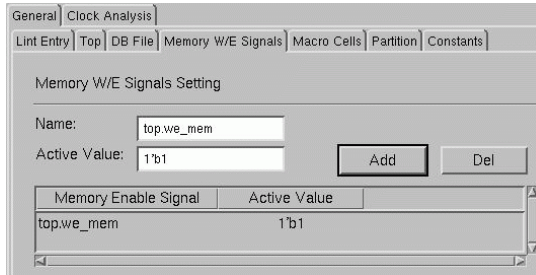 General Clock Analysis
Lint Entry Top DB File Memory W/E Signals Macro Cells Partition Constants
Memory W/E Signals Setting
Name: top.we_mem
Active Value: 1'b1 Add Del
Memory Enable Signal Active Value
top.we_mem 1'b1